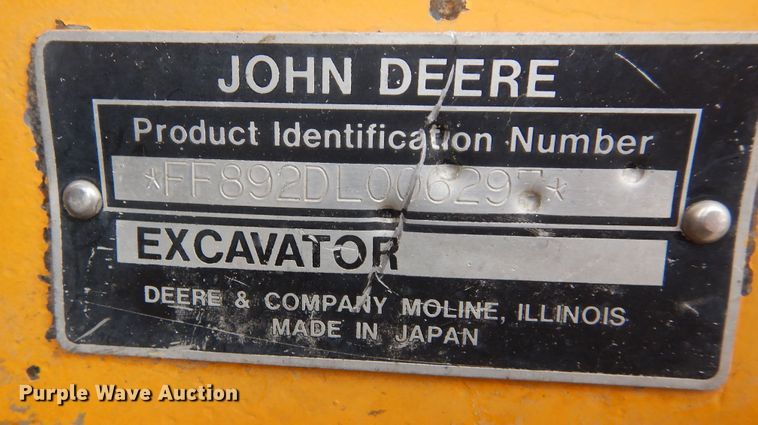 JOHN DEERE
Product Identification Number
*FF892DL006297*
EXCAVATOR
DEERE & COMPANY MOLINE, ILLINOIS
MADE IN JAPAN
Purple Wave Auction